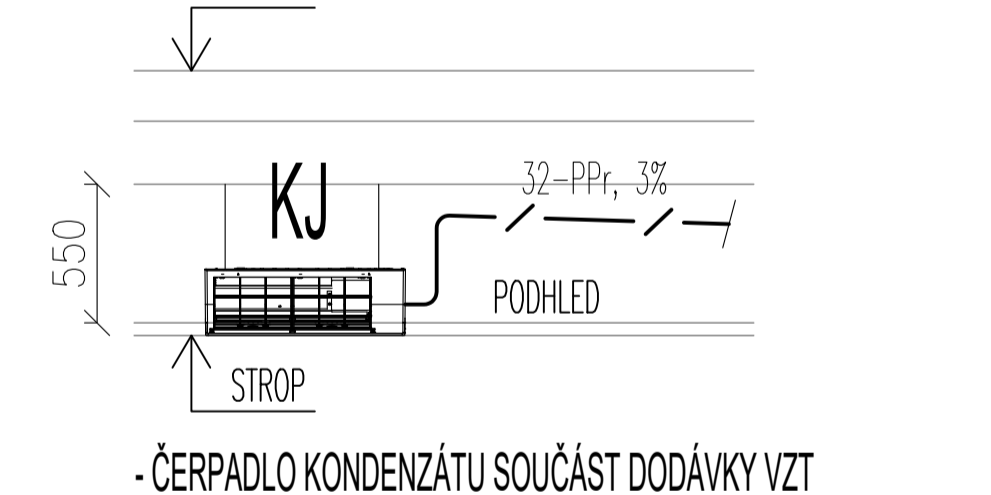 KJ
32-PPr, 3%
550
PODHLED
STROP
- ČERPADLO KONDENZÁTU SOUČÁST DODÁVKY VZT